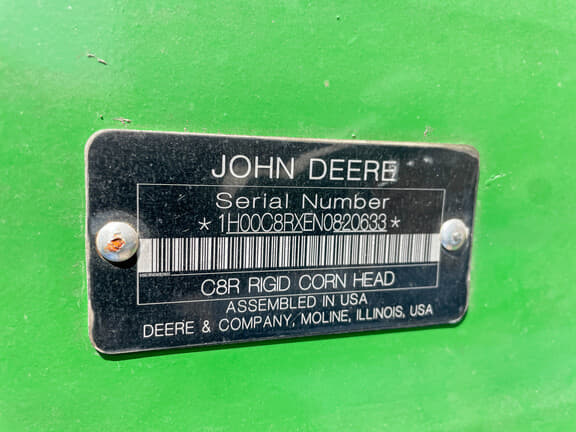 JOHN DEERE
Serial Number
*1H00C8RXEN0820633*
C8R RIGID CORN HEAD
ASSEMBLED IN USA
DEERE & COMPANY, MOLINE, ILLINOIS, USA